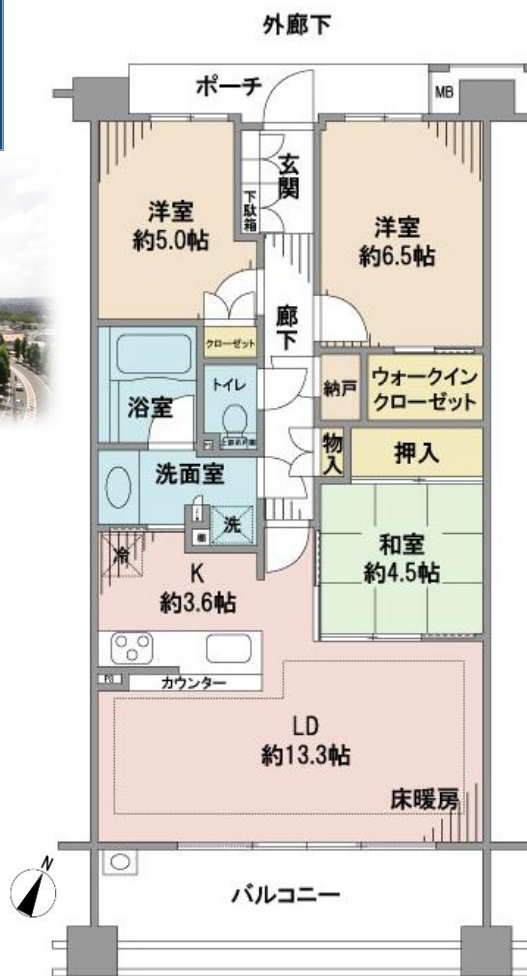 外廊下
ポーチ
MB
洋室
約5.0帖
下駄箱
玄関
洋室
約6.5帖
廊下
クローゼット
浴室
トイレ
納戸
ウォークイン
クローゼット
物入
押入
洗面室
洗
冷
K
約3.6帖
和室
約4.5帖
PS
カウンター
LD
約13.3帖
床暖房
N
バルコニー